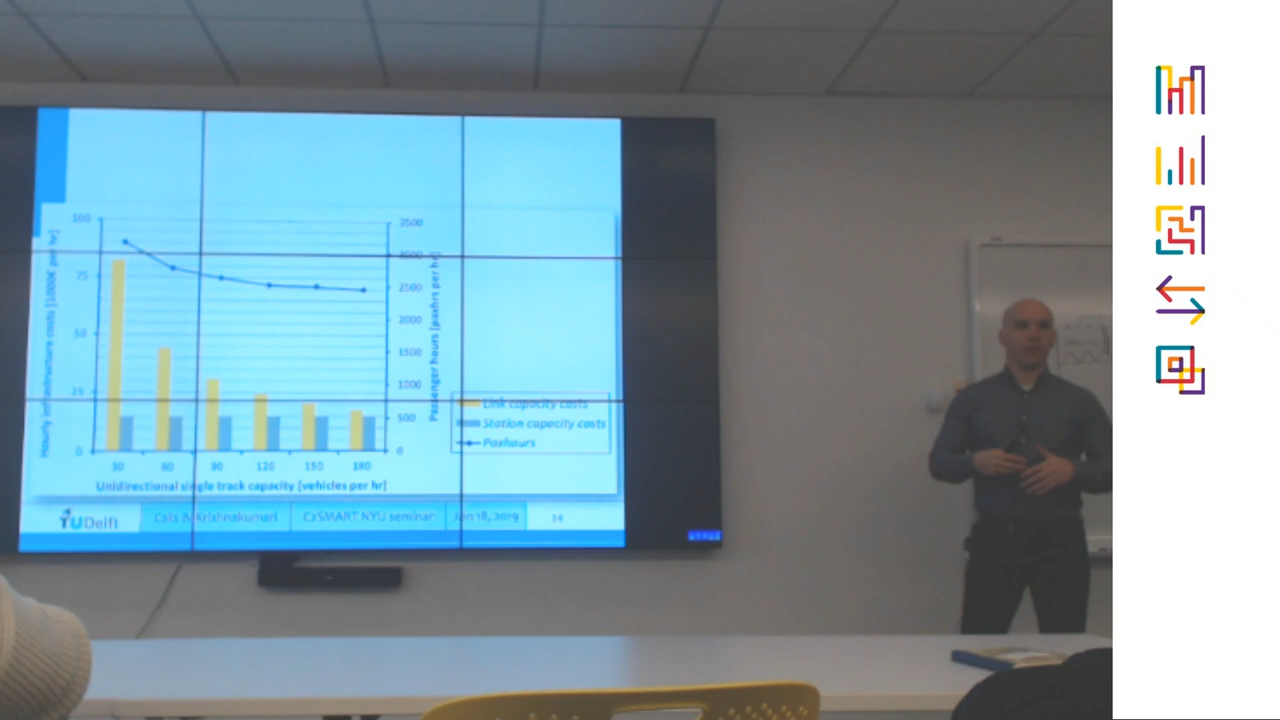 100
75
50
25
0
Hourly infrastructure costs [1000€ per hr]
3500
3000
2500
2000
1500
1000
500
0
Passenger hours [paxhrs per hr]
30 60 90 120 150 180
Unidirectional single track capacity [vehicles per hr]
Link capacity costs
Station capacity costs
Paxhours
TUDelft
Cats & Krishnakumari
CaSMART NYU seminar
Jan 18, 2019
14